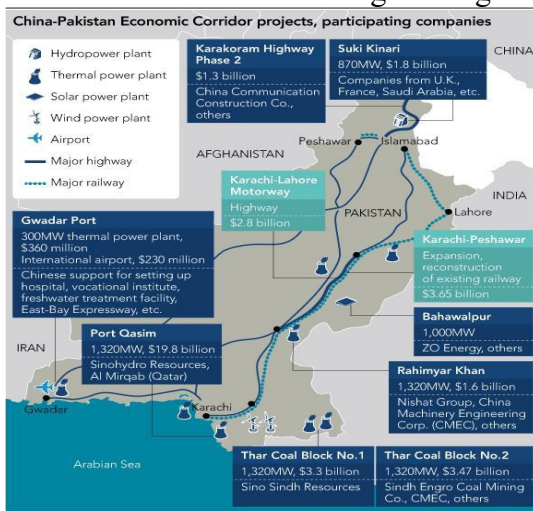 China-Pakistan Economic Corridor projects, participating companies
Hydropower plant
Thermal power plant
Solar power plant
Wind power plant
Airport
Major highway
Major railway
Karakoram Highway
Phase 2
$1.3 billion
China Communication
Construction Co.,
others
Suki Kinari
870MW, $1.8 billion
Companies from U.K.,
France, Saudi Arabia, etc.
CHINA
Peshawar
Islamabad
AFGHANISTAN
Karachi-Lahore
Motorway
Highway
$2.8 billion
PAKISTAN
INDIA
Lahore
Gwadar Port
300MW thermal power plant,
$360 million
International airport, $230 million
Chinese support for setting up
hospital, vocational institute,
freshwater treatment facility,
East-Bay Expressway, etc.
Karachi-Peshawar
Expansion,
reconstruction
of existing railway
$3.65 billion
Port Qasim
1,320MW, $19.8 billion
Sinohydro Resources,
Al Mirqab (Qatar)
Bahawalpur
1,000MW
ZO Energy, others
IRAN
Rahimyar Khan
1,320MW, $1.6 billion
Nishat Group, China
Machinery Engineering
Corp. (CMEC), others
Gwadar
Karachi
Arabian Sea
Thar Coal Block No.1
1,320MW, $3.3 billion
Sino Sindh Resources
Thar Coal Block No.2
1,320MW, $3.47 billion
Sindh Engro Coal Mining
Co., CMEC, others